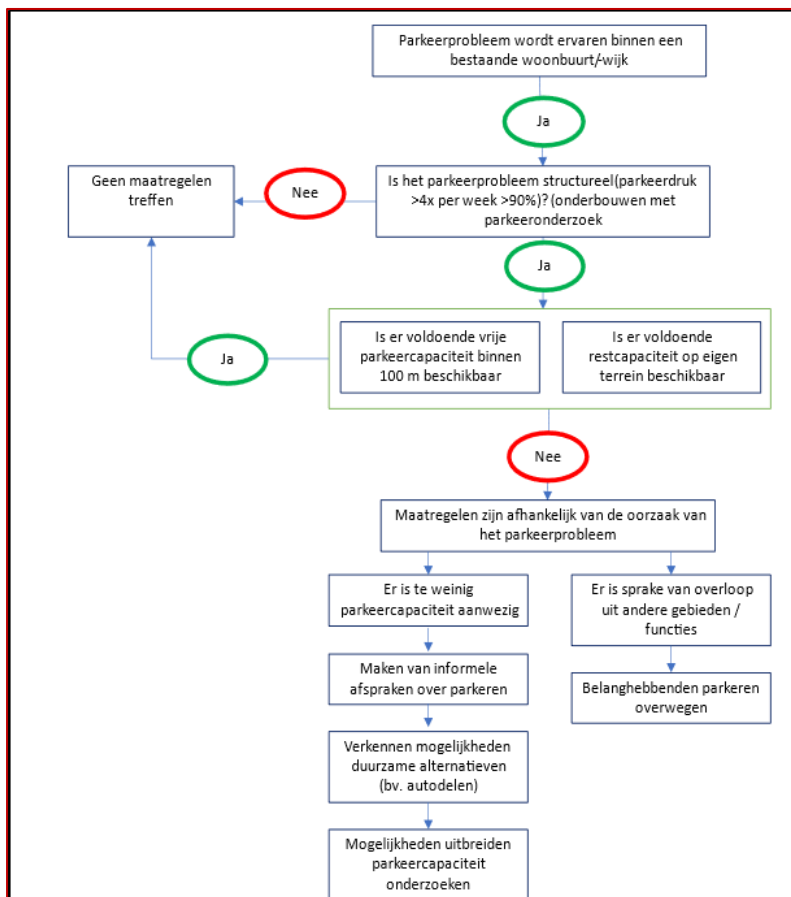 Parkeerprobleem wordt ervaren binnen een
bestaande woonbuurt/-wijk
Ja
Geen maatregelen
treffen
Nee
Is het parkeerprobleem structureel(parkeerdruk
>4x per week >90%)? (onderbouwen met
parkeeronderzoek
Ja
Ja
Is er voldoende vrije
parkeercapaciteit binnen
100 m beschikbaar
Is er voldoende
restcapaciteit op eigen
terrein beschikbaar
Nee
Maatregelen zijn afhankelijk van de oorzaak van
het parkeerprobleem
Er is te weinig
parkeercapaciteit aanwezig
Er is sprake van overloop
uit andere gebieden /
functies
Maken van informele
afspraken over parkeren
Belanghebbenden parkeren
overwegen
Verkennen mogelijkheden
duurzame alternatieven
(bv. autodelen)
Mogelijkheden uitbreiden
parkeercapaciteit
onderzoeken